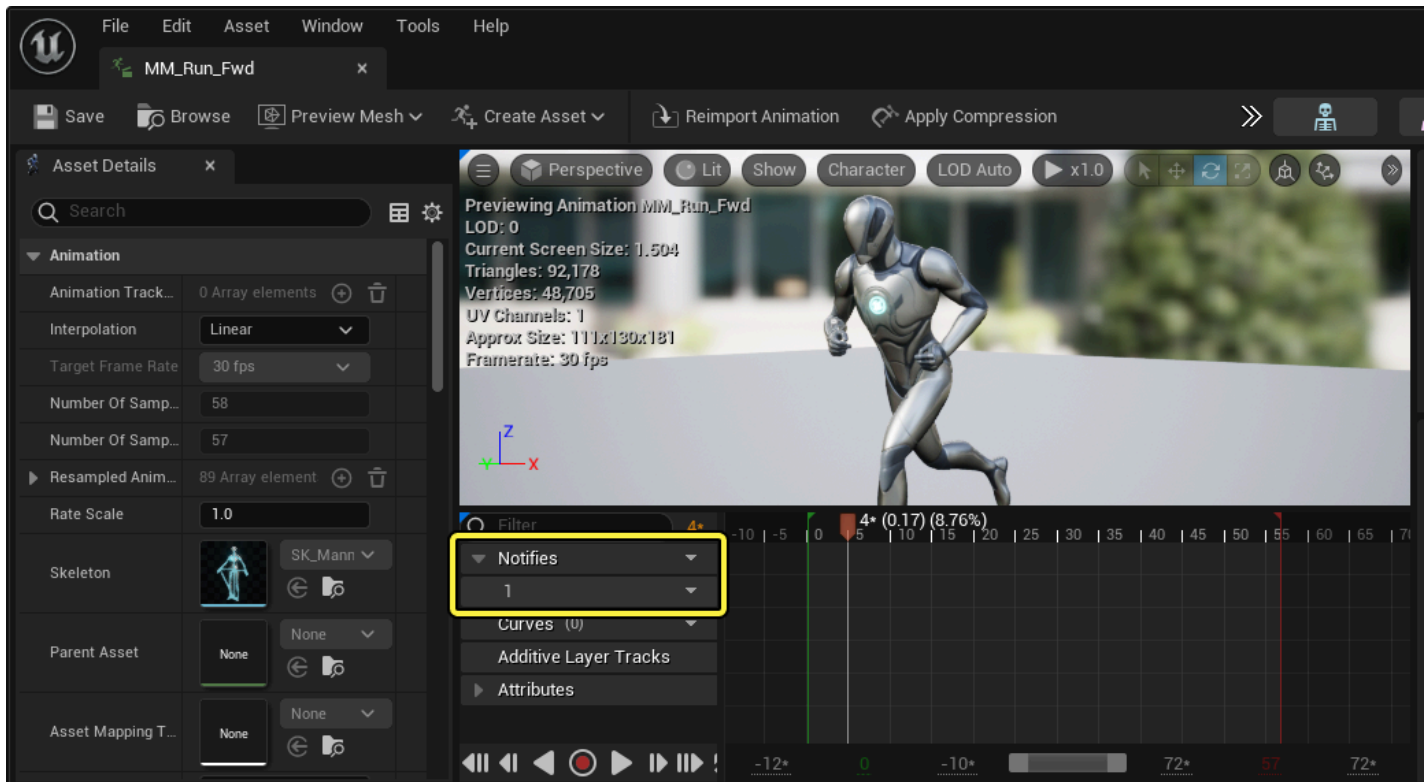 File Edit Asset Window Tools Help
MM_Run_Fwd
Save Browse Preview Mesh Create Asset Reimport Animation Apply Compression
Asset Details
Search
Animation
Animation Track... 0 Array elements
Interpolation Linear
Target Frame Rate 30 fps
Number Of Samp... 58
Number Of Samp... 57
Resampled Anim... 89 Array element
Rate Scale 1.0
Skeleton SK_Mann
Parent Asset None None
Asset Mapping T... None None
Perspective Lit Show Character LOD Auto x1.0
Previewing Animation MM_Run_Fwd
LOD: 0
Current Screen Size: 1.504
Triangles: 92,178
Vertices: 48,705
UV Channels: 1
Approx Size: 111x130x181
Framerate: 30 fps
Z
Y X
Filter 4*
4* (0.17) (8.76%)
-10 -5 0 5 10 15 20 25 30 35 40 45 50 55 60 65 70
Notifies
1
Curves (0)
Additive Layer Tracks
Attributes
-12* 0 -10* 72* 57 72*